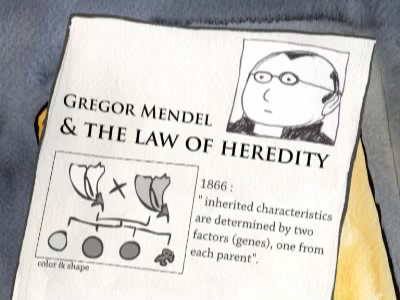 GREGOR MENDEL
& THE LAW OF HEREDITY
1866 :
" inherited characteristics
are determined by two
factors (genes), one from
each parent".
color & shape